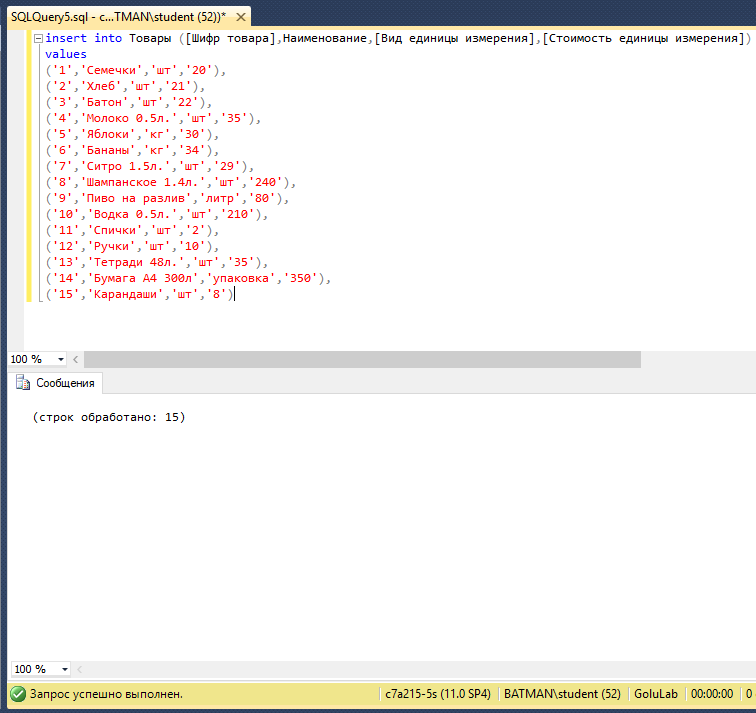 SQLQuery5.sql - c...TMAN\student (52))*
insert into Товары ([Шифр товара],Наименование,[Вид единицы измерения],[Стоимость единицы измерения])
values
('1','Семечки','шт','20'),
('2','Хлеб','шт','21'),
('3','Батон','шт','22'),
('4','Молоко 0.5л.','шт','35'),
('5','Яблоки','кг','30'),
('6','Бананы','кг','34'),
('7','Ситро 1.5л.','шт','29'),
('8','Шампанское 1.4л.','шт','240'),
('9','Пиво на разлив','литр','80'),
('10','Водка 0.5л.','шт','210'),
('11','Спички','шт','2'),
('12','Ручки','шт','10'),
('13','Тетради 48л.','шт','35'),
('14','Бумага А4 300л','упаковка','350'),
('15','Карандаши','шт','8')
100 %
Сообщения
(строк обработано: 15)
100 %
Запрос успешно выполнен. c7a215-5s (11.0 SP4) BATMAN\student (52) GoluLab 00:00:00 0